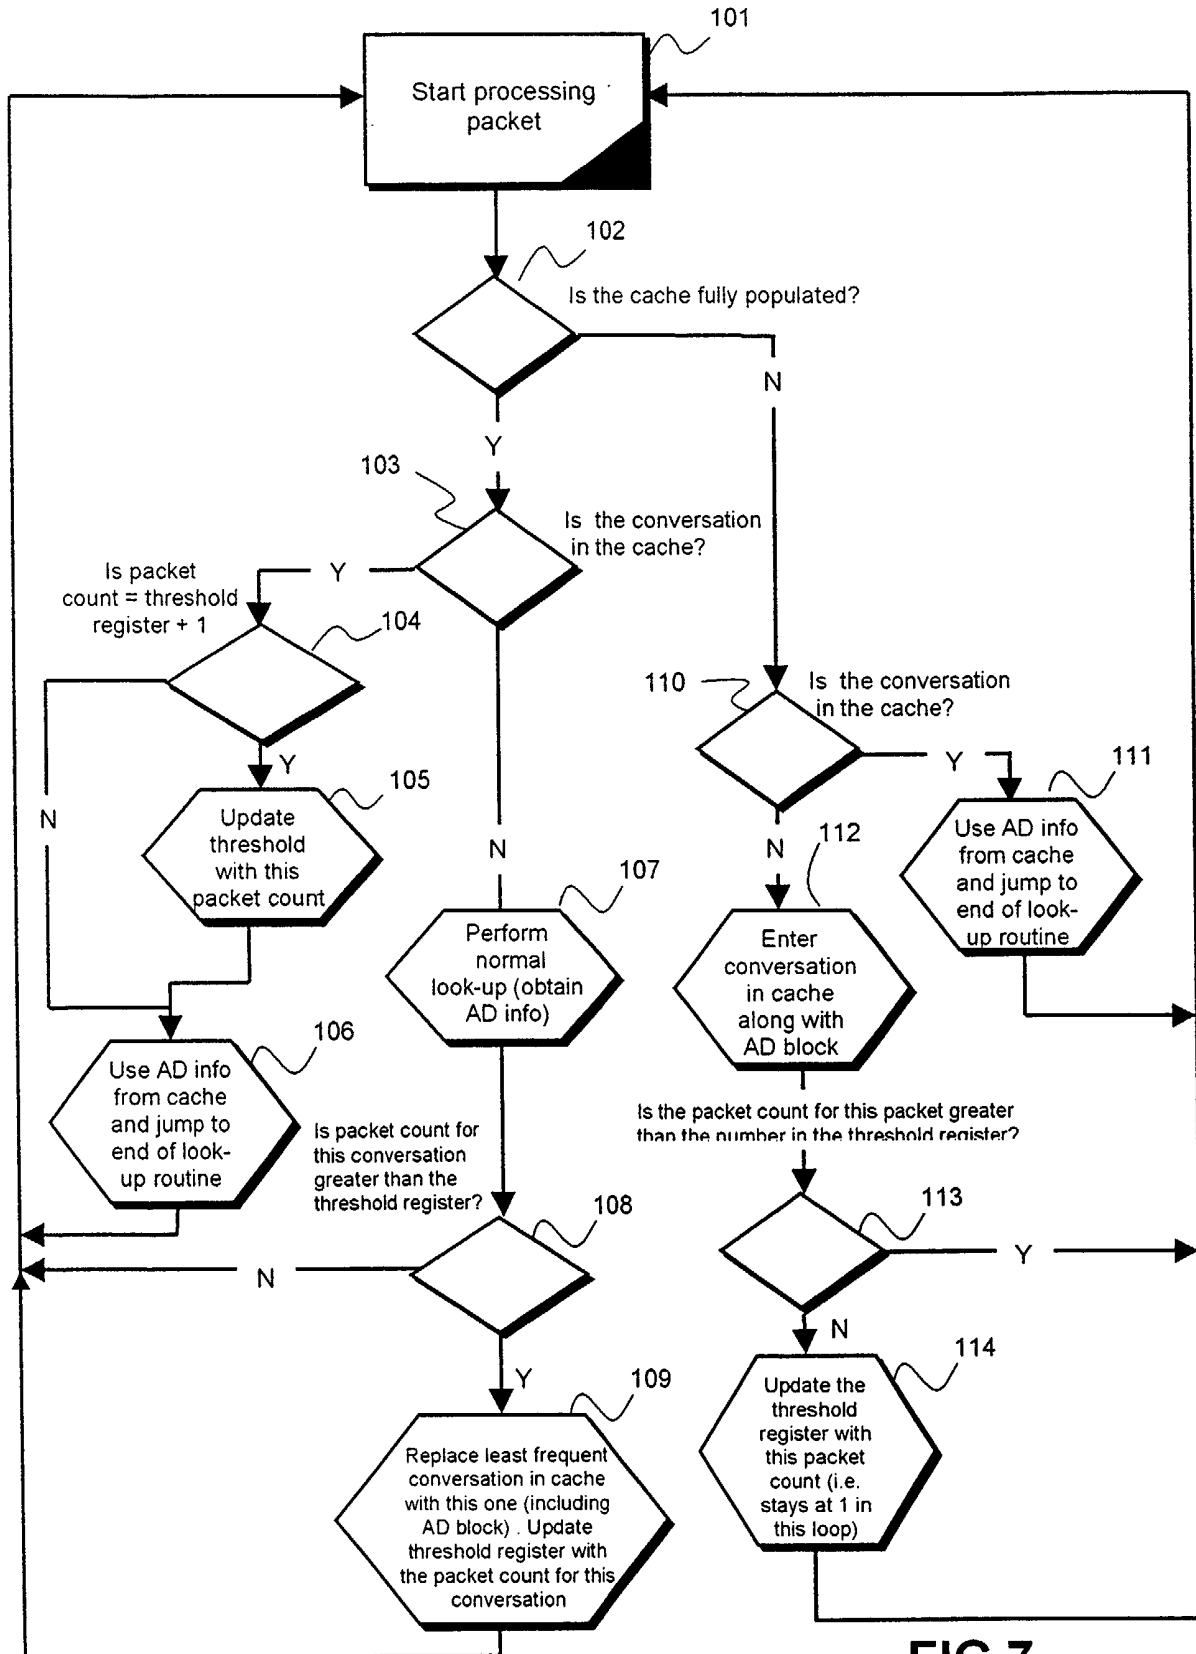 101
Start processing
packet
102
Is the cache fully populated?
N
Y
103
Is the conversation
in the cache?
Y
Is packet
count = threshold
register + 1
104
110
Is the conversation
in the cache?
Y
111
Y
105
N
Update
threshold
with this
packet count
N
N
112
Use AD info
from cache
and jump to
end of look-
up routine
107
Perform
normal
look-up (obtain
AD info)
Enter
conversation
in cache
along with
AD block
106
Use AD info
from cache
and jump to
end of look-
up routine
Is packet count for
this conversation
greater than the
threshold register?
Is the packet count for this packet greater
than the number in the threshold register?
108
113
N
Y
N
Y
109
114
Update the
threshold
register with
this packet
count (i.e.
stays at 1 in
this loop)
Replace least frequent
conversation in cache
with this one (including
AD block) . Update
threshold register with
the packet count for this
conversation
FIG 7